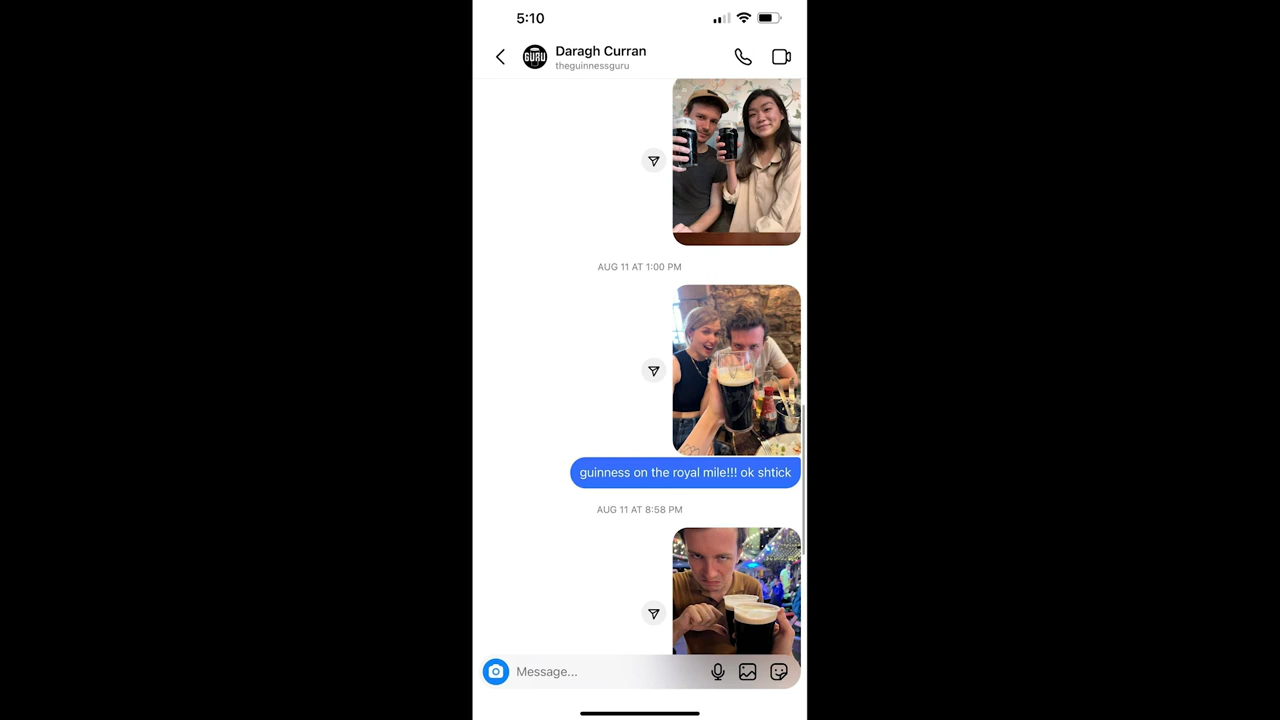 5:10
GURU
Daragh Curran
theguinnessguru
AUG 11 AT 1:00 PM
guinness on the royal mile!!! ok shtick
AUG 11 AT 8:58 PM
Message...